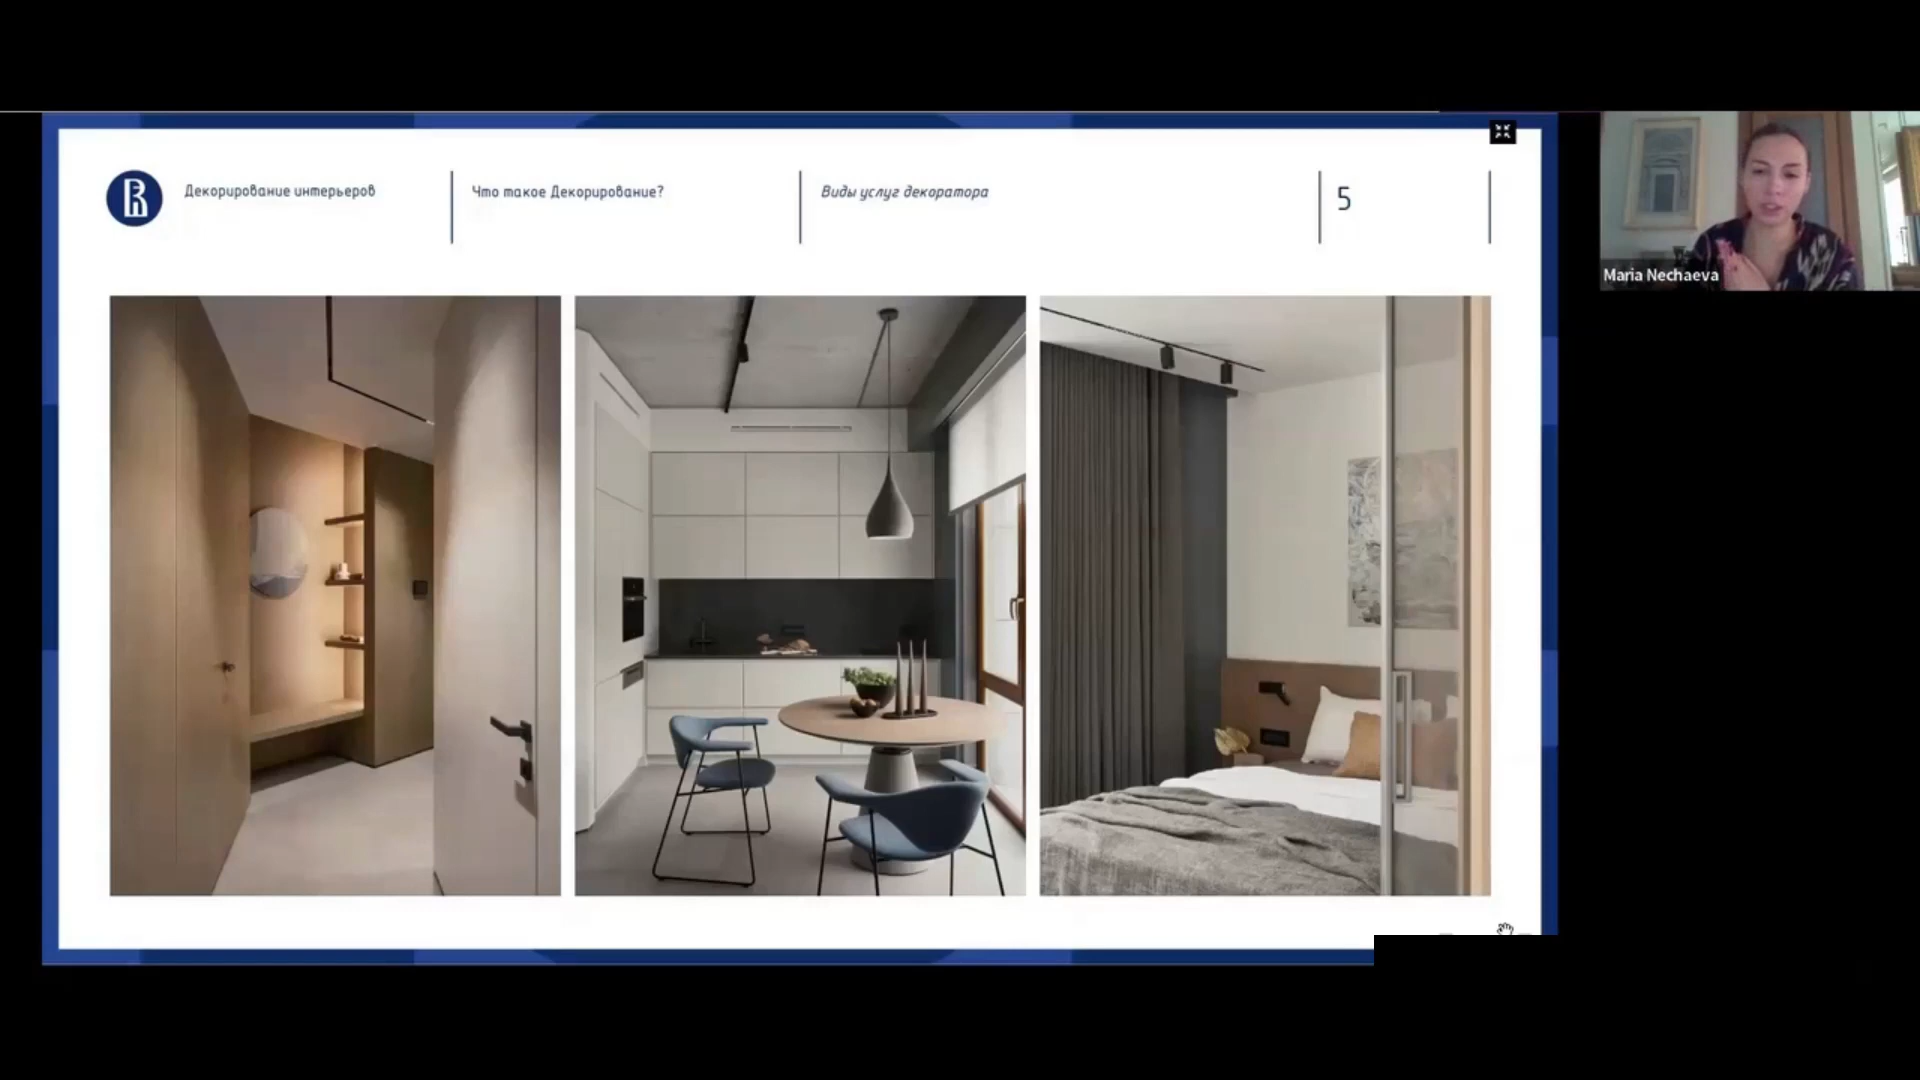 Декорирование интерьеров
Что такое Декорирование?
Виды услуг декоратора
5
Maria Nechaeva